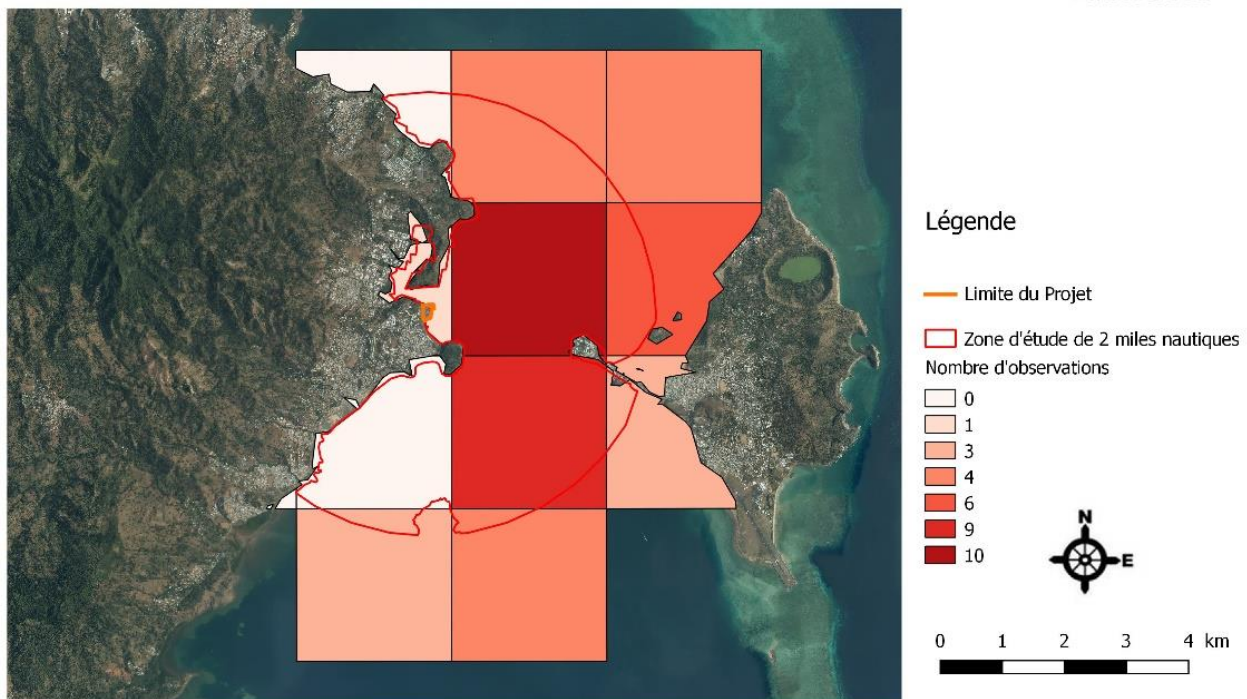 Légende
Limite du Projet
Zone d'étude de 2 miles nautiques
Nombre d'observations
0
1
3
4
6
9
10
N
E
0 1 2 3 4 km